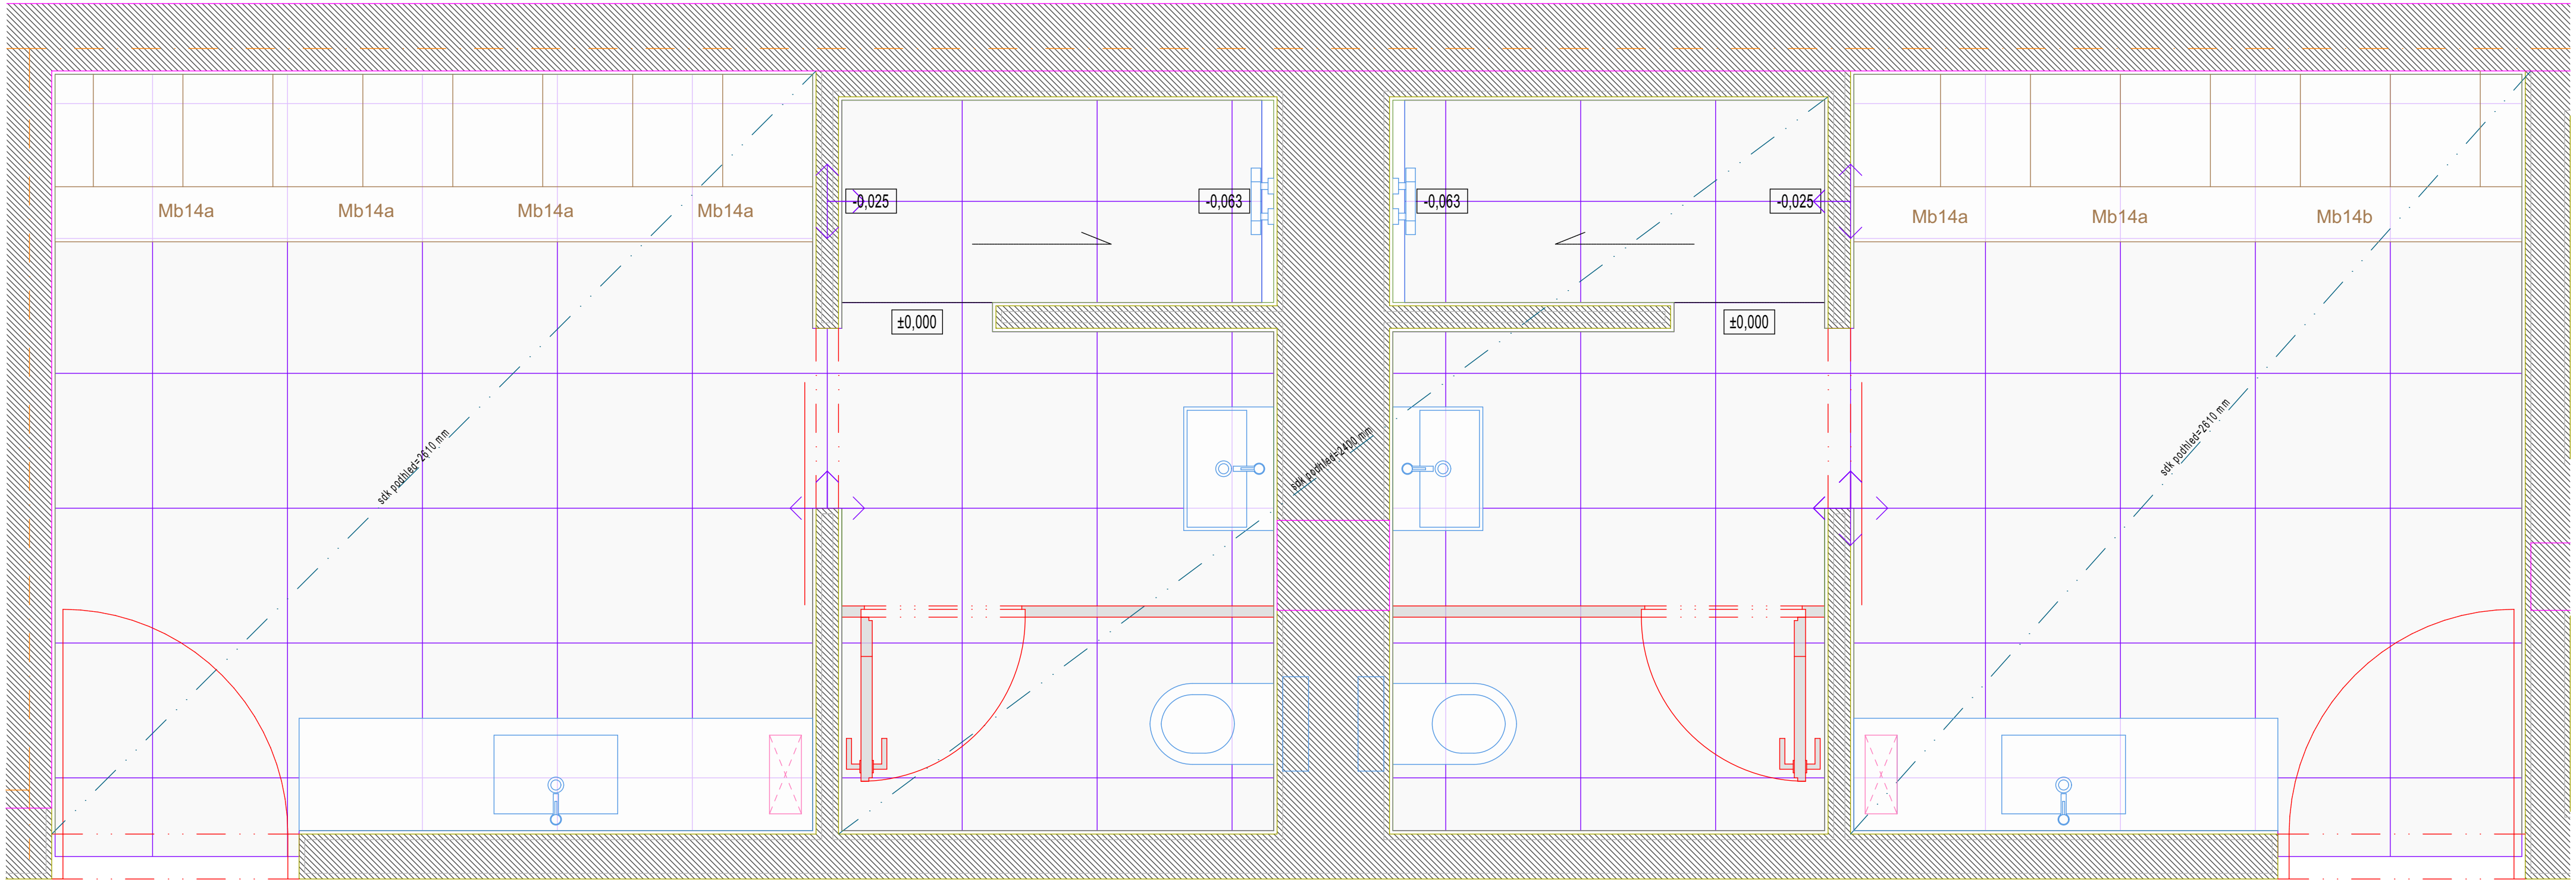 -0,025
-0,063
-0,063
-0,025
Mb14a
Mb14a
Mb14a
Mb14a
Mb14a
Mb14a
Mb14b
±0,000
±0,000
sdk podhled=2610 mm
sdk podhled=2400 mm
sdk podhled=2610 mm